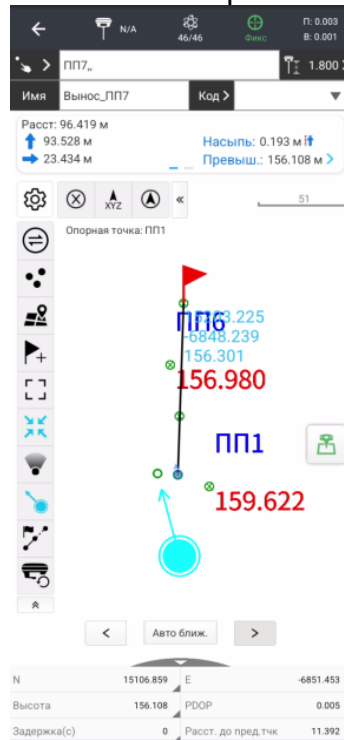 N/A
46/46
Фикс
П: 0.003
В: 0.001
ПП7,,
1.800
Имя
Вынос_ПП7
Код >
Расст: 96.419 м
93.528 м
Насыпь: 0.193 м
23.434 м
Превыш.: 156.108 м >
XYZ
«
51
Опорная точка: ПП1
ПП6
-6848.239
156.301
156.980
ПП1
159.622
<
Авто ближ.
>
N
15106.859
E
-6851.453
Высота
156.108
PDOP
0.005
Задержка(с)
0
Расст. до пред.тчк
11.392